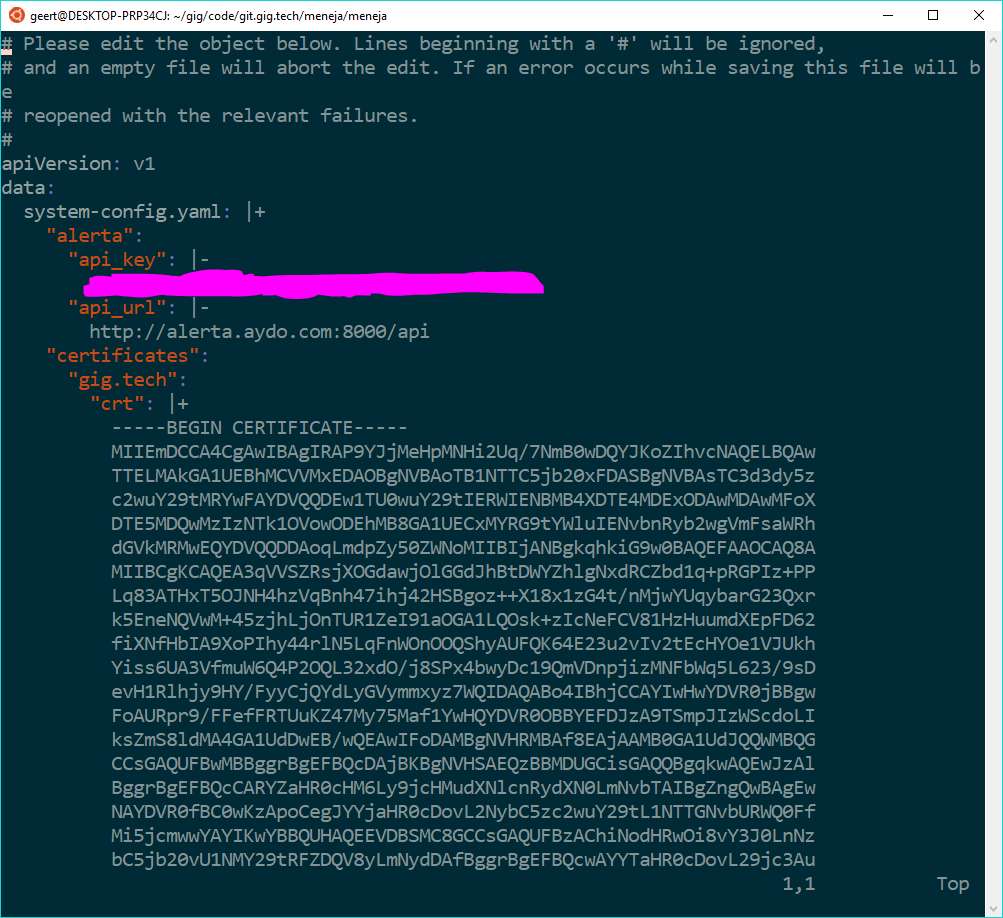 geert@DESKTOP-PRP34CJ: ~/gig/code/git.gig.tech/meneja/meneja
# Please edit the object below. Lines beginning with a '#' will be ignored,
# and an empty file will abort the edit. If an error occurs while saving this file will b
e
# reopened with the relevant failures.
#
apiVersion: v1
data:
  system-config.yaml: |+
    "alerta":
      "api_key": |-
      "api_url": |-
        http://alerta.aydo.com:8000/api
    "certificates":
      "gig.tech":
        "crt": |+
          -----BEGIN CERTIFICATE-----
          MIIEmDCCA4CgAwIBAgIRAP9YJjMeHpMNHi2Uq/7NmB0wDQYJKoZIhvcNAQELBQAw
          TTELMAkGA1UEBhMCVVMxEDAOBgNVBAoTB1NTTC5jb20xFDASBgNVBAsTC3d3dy5z
          c2wuY29tMRYwFAYDVQQDEw1TU0wuY29tIERWIENBMB4XDTE4MDExODAwMDAwMFoX
          DTE5MDQwMzIzNTk1OVowODEhMB8GA1UECxMYRG9tYWluIENvbnRyb2wgVmFsaWRh
          dGVkMRMwEQYDVQQDDAoqLmdpZy50ZWNoMIIBIjANBgkqhkiG9w0BAQEFAAOCAQ8A
          MIIBCgKCAQEA3qVVSZRsjXOGdawjOlGGdJhBtDWYZhlgNxdRCZbd1q+pRGPIz+PP
          Lq83ATHxT5OJNH4hzVqBnh47ihj42HSBgoz++X18x1zG4t/nMjwYUqybarG23Qxr
          k5EneNQVwM+45zjhLjOnTUR1ZeI91aOGA1LQOsk+zIcNeFCV81HzHuumdXEpFD62
          fiXNfHbIA9XoPIhy44rlN5LqFnWOnOOQShyAUFQK64E23u2vIv2tEcHYOe1VJUkh
          Yiss6UA3VfmuW6Q4P2OQL32xdO/j8SPx4bwyDc19QmVDnpjizMNFbWq5L623/9sD
          evH1Rlhjy9HY/FyyCjQYdLyGVymmxyz7WQIDAQABo4IBhjCCAYIwHwYDVR0jBBgw
          FoAURpr9/FFefFRTUuKZ47My75Maf1YwHQYDVR0OBBYEFDJzA9TSmpJIzWScdoLI
          ksZmS8ldMA4GA1UdDwEB/wQEAwIFoDAMBgNVHRMBAf8EAjAAMB0GA1UdJQQWMBQG
          CCsGAQUFBwMBBggrBgEFBQcDAjBKBgNVHSAEQzBBMDUGCisGAQQBgqkwAQEwJzAl
          BggrBgEFBQcCARYZaHR0cHM6Ly9jcHMudXNlcnRydXN0LmNvbTAIBgZngQwBAgEw
          NAYDVR0fBC0wKzApoCegJYYjaHR0cDovL2NybC5zc2wuY29tL1NTTGNvbURWQ0Ff
          Mi5jcmwwYAYIKwYBBQUHAQEEVDBSMC8GCCsGAQUFBzAChiNodHRwOi8vY3J0LnNz
          bC5jb20vU1NMY29tRFZDQV8yLmNydDAfBggrBgEFBQcwAYYTaHR0cDovL29jc3Au
1,1 Top